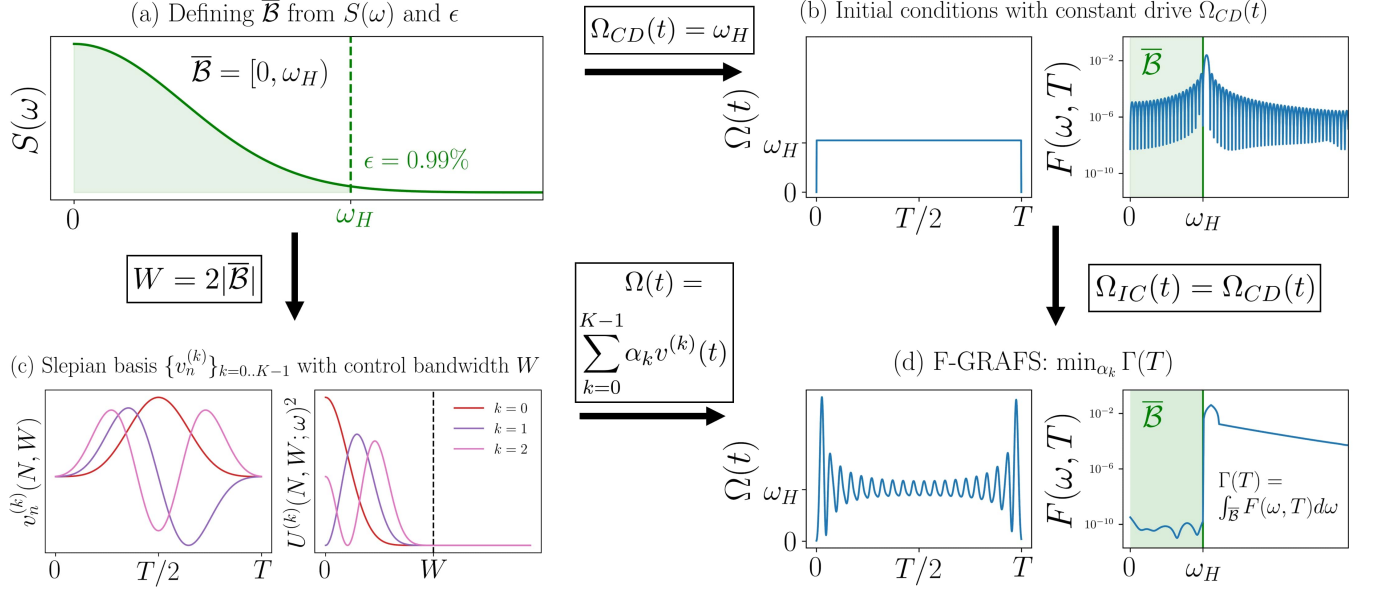 (a) Defining $\overline{\mathcal{B}}$ from $S(\omega)$ and $\epsilon$
$S(\omega)$
$\overline{\mathcal{B}} = [0, \omega_H)$
$\epsilon = 0.99\%$
0
$\omega_H$
$\Omega_{CD}(t) = \omega_H$
(b) Initial conditions with constant drive $\Omega_{CD}(t)$
$\Omega(t)$
$\omega_H$
0
0
$T/2$
$T$
$F(\omega, T)$
$10^{-2}$
$10^{-6}$
$10^{-10}$
$\overline{\mathcal{B}}$
0
$\omega_H$
$W = 2|\overline{\mathcal{B}}|$
$\Omega(t) =$
$\sum_{k=0}^{K-1} \alpha_k v^{(k)}(t)$
$\Omega_{IC}(t) = \Omega_{CD}(t)$
(c) Slepian basis $\{v_n^{(k)}\}_{k=0..K-1}$ with control bandwidth $W$
$v_n^{(k)}(N, W)$
0
$T/2$
$T$
$U^{(k)}(N, W; \omega)^2$
$k = 0$
$k = 1$
$k = 2$
0
$W$
(d) F-GRAFS: $\min_{\alpha_k} \Gamma(T)$
$\Omega(t)$
$\omega_H$
0
0
$T/2$
$T$
$F(\omega, T)$
$10^{-2}$
$10^{-6}$
$10^{-10}$
$\overline{\mathcal{B}}$
$\Gamma(T) =$
$\int_{\overline{\mathcal{B}}} F(\omega, T) d\omega$
0
$\omega_H$